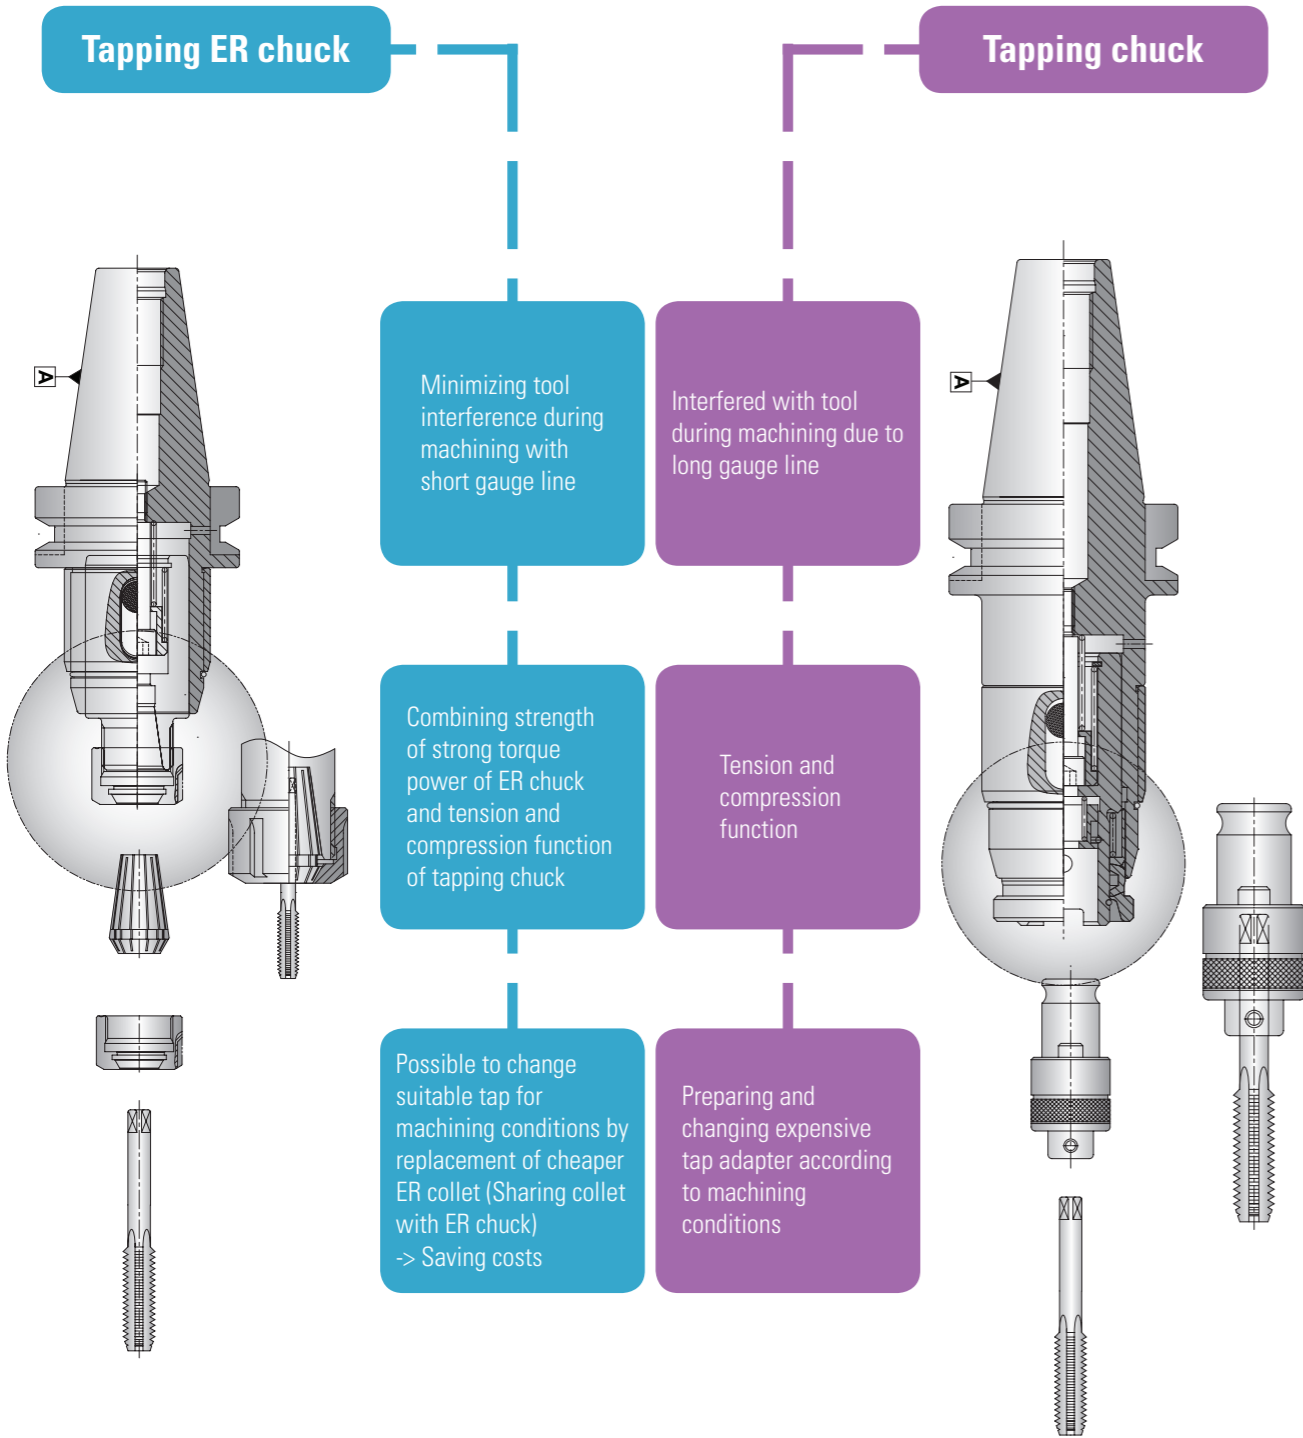 Tapping ER chuck
Tapping chuck
Minimizing tool
interference during
machining with
short gauge line
Interfered with tool
during machining due to
long gauge line
A
A
Combining strength
of strong torque
power of ER chuck
and tension and
compression function
of tapping chuck
Tension and
compression
function
Possible to change
suitable tap for
machining conditions by
replacement of cheaper
ER collet (Sharing collet
with ER chuck)
-> Saving costs
Preparing and
changing expensive
tap adapter according
to machining
conditions